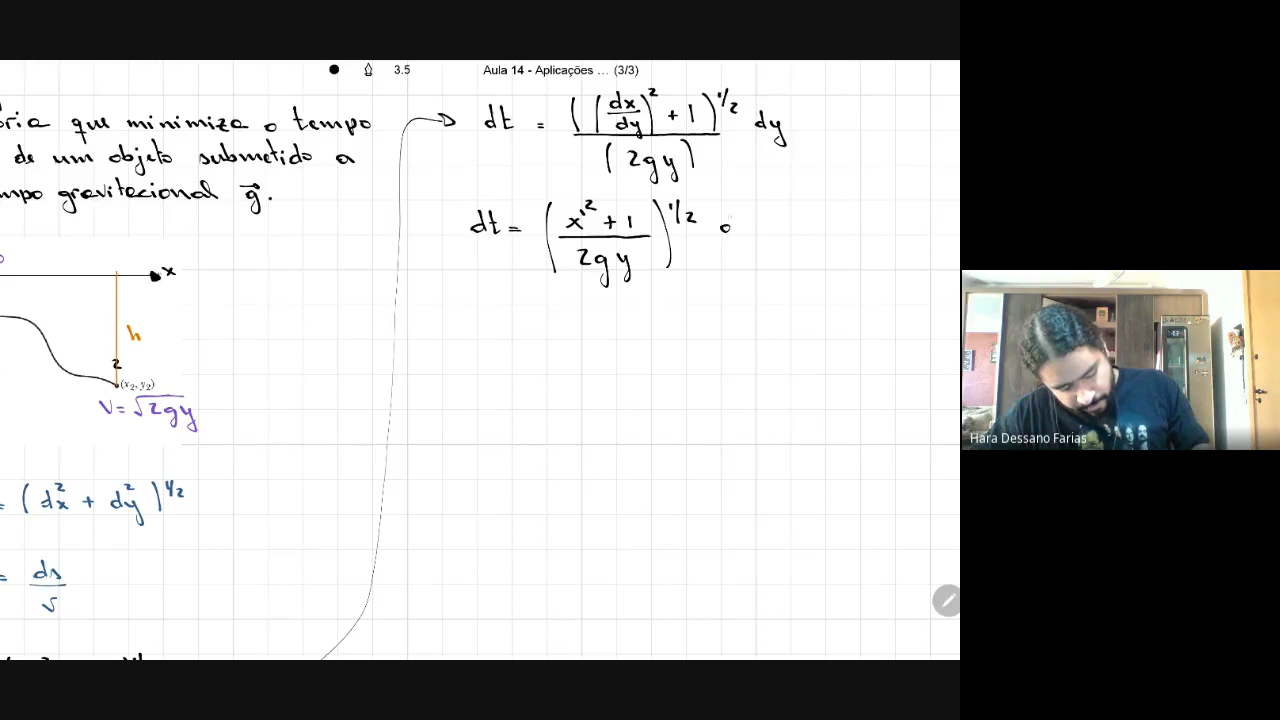 3.5 Aula 14 - Aplicações ... (3/3)
ória que minimiza o tempo
de um objeto submetido a
mpo gravitacional g⃗.
x
h
2
(x₂, y₂)
v = √2gy
= (dx² + dy²)^1/2
= ds
v
dt = ((dx/dy)² + 1)^1/2 / (2gy) dy
dt = (x'² + 1 / 2gy)^1/2
Hara Dessano Farias